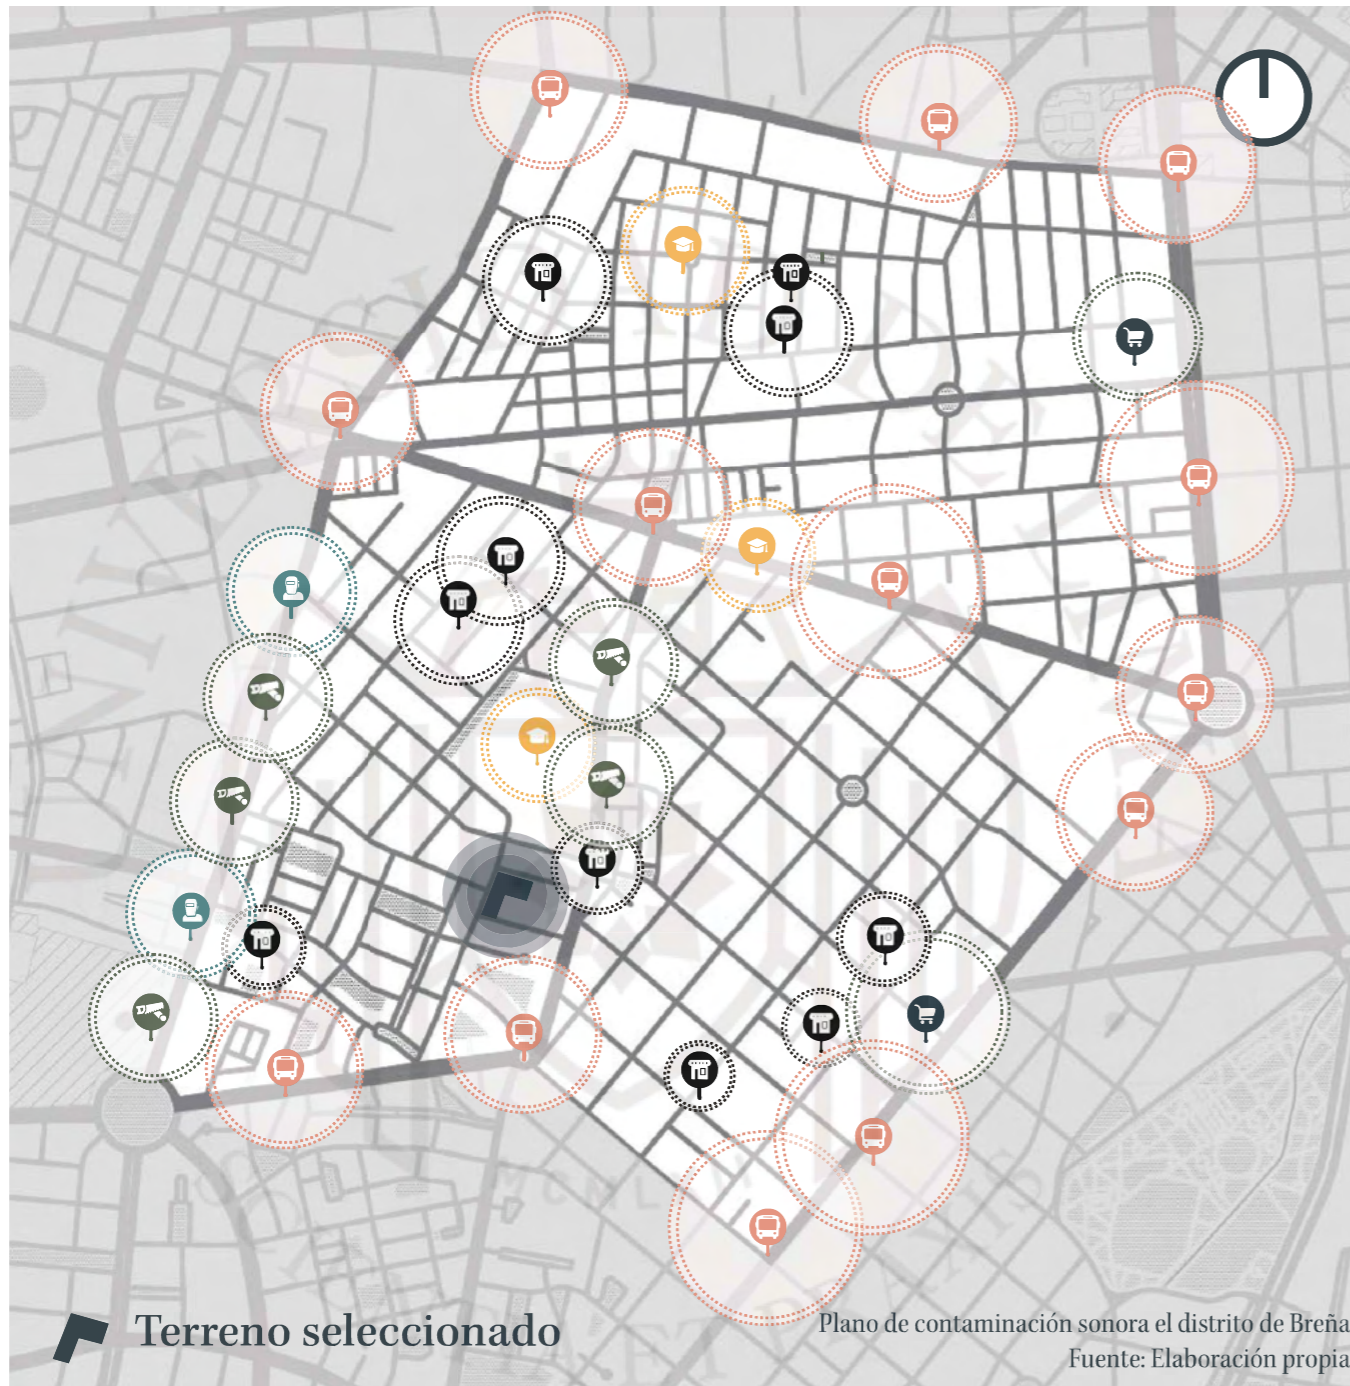 Terreno seleccionado
Plano de contaminación sonora el distrito de Breña
Fuente: Elaboración propia